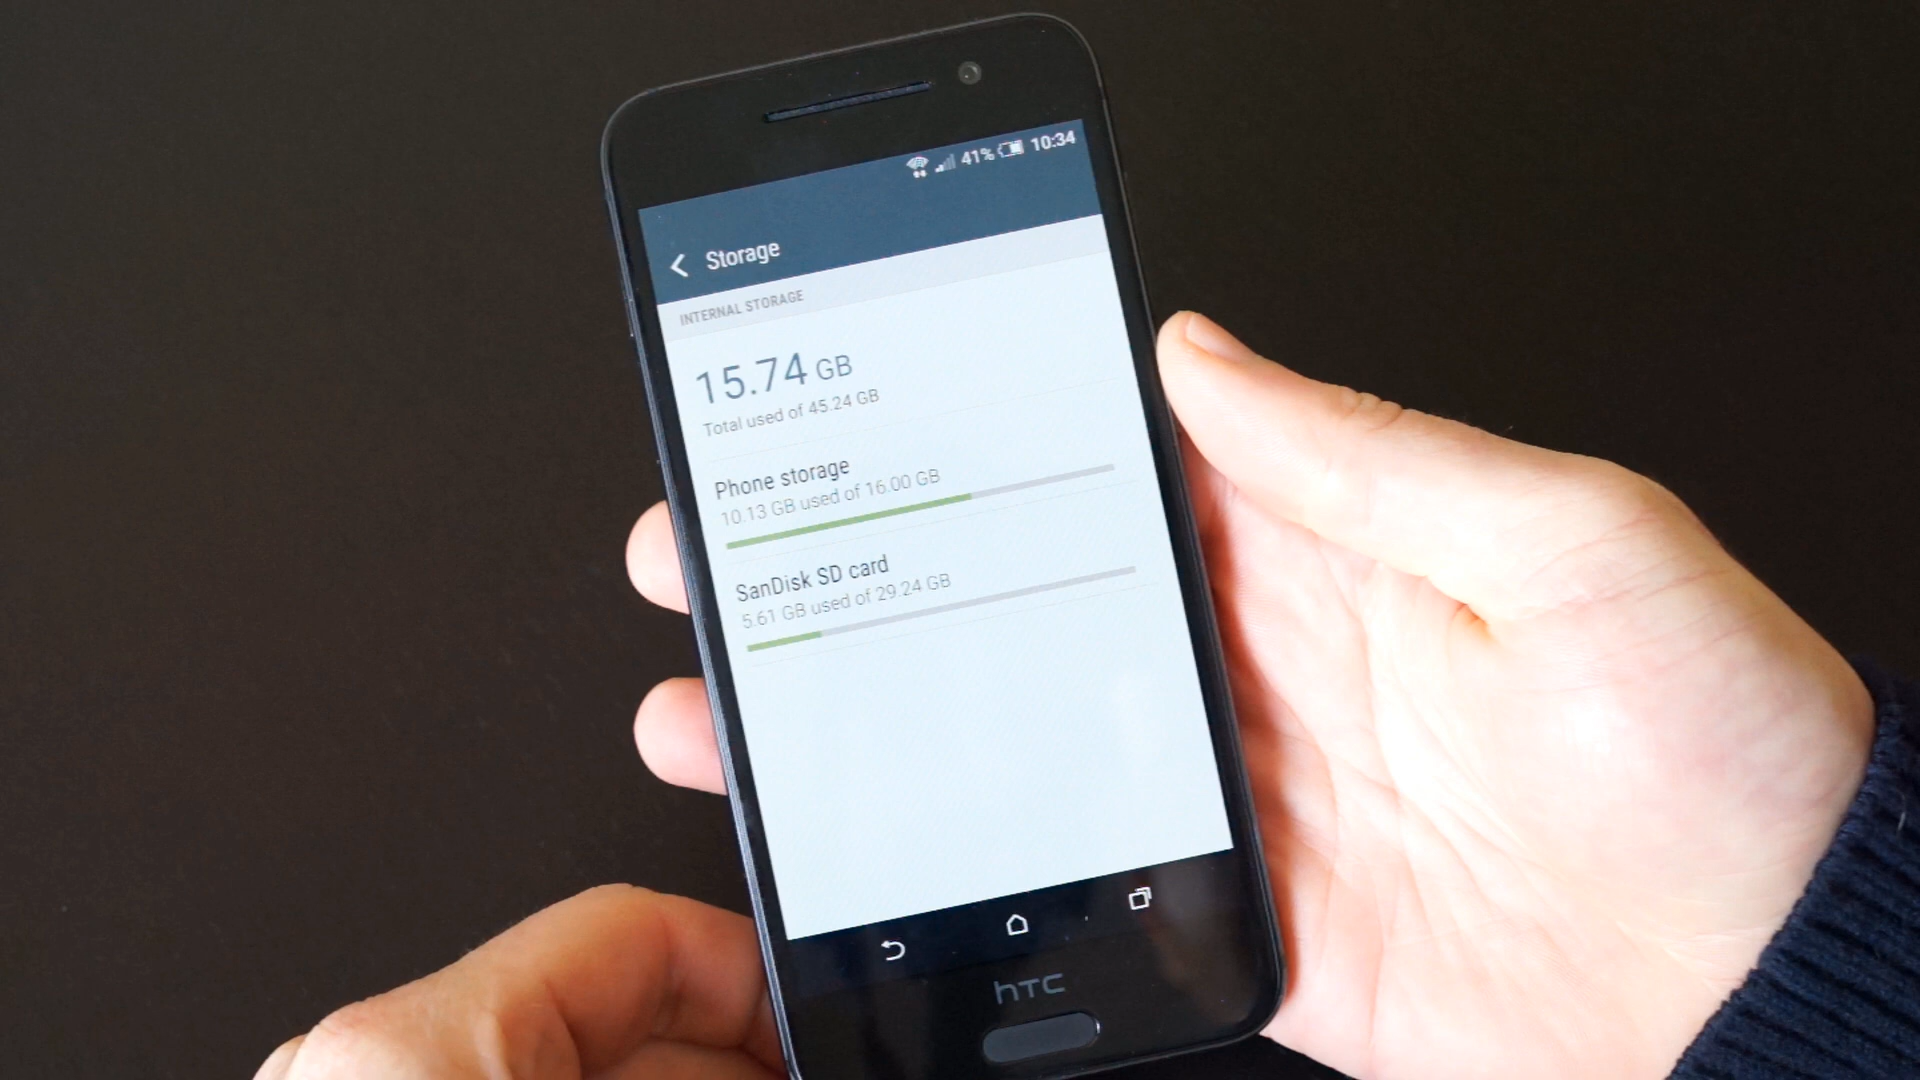 41% 10:34
Storage
INTERNAL STORAGE
15.74 GB
Total used of 45.24 GB
Phone storage
10.13 GB used of 16.00 GB
SanDisk SD card
5.61 GB used of 29.24 GB
hTC